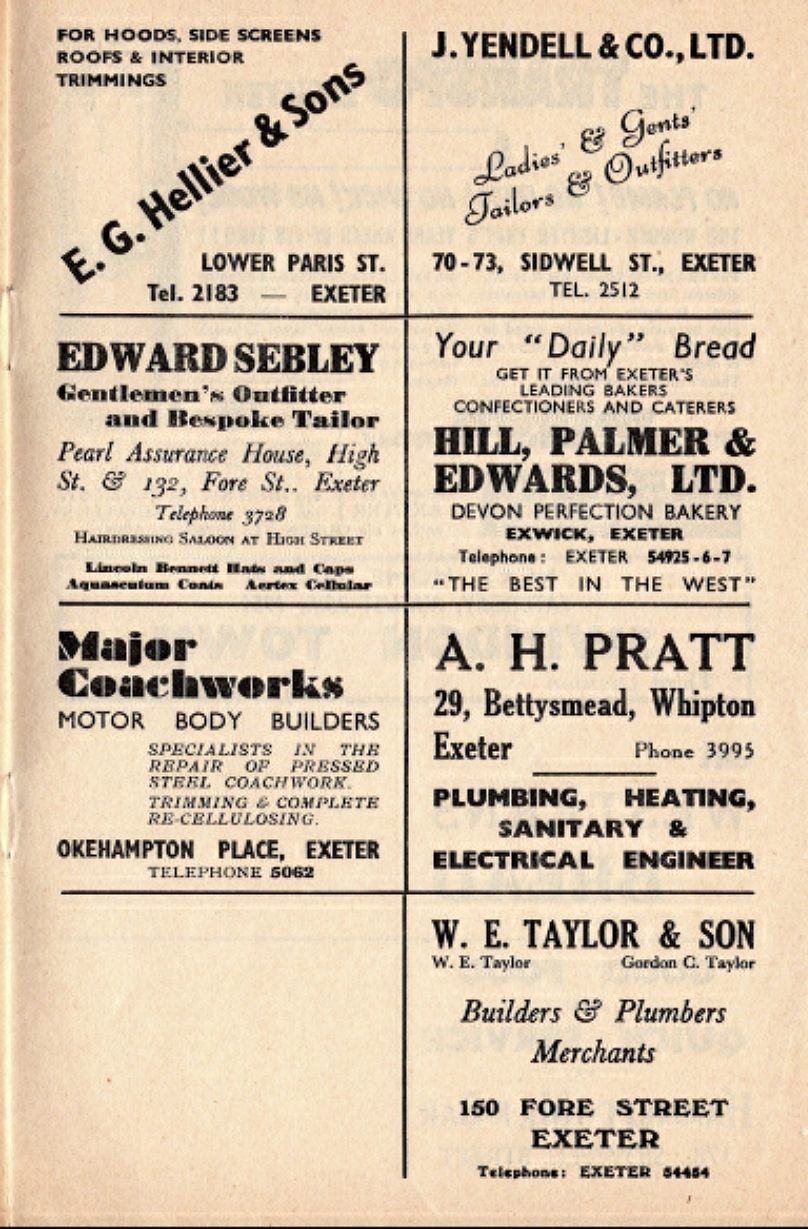 FOR HOODS, SIDE SCREENS
ROOFS & INTERIOR
TRIMMINGS
E. G. Hellier & Sons
LOWER PARIS ST.
Tel. 2183 — EXETER
J. YENDELL & CO., LTD.
Ladies' & Gents'
Tailors & Outfitters
70-73, SIDWELL ST., EXETER
TEL. 2512
EDWARD SEBLEY
Gentlemen's Outfitter
and Bespoke Tailor
Pearl Assurance House, High
St. & 132, Fore St.. Exeter
Telephone 3728
HAIRDRESSING SALOON AT HIGH STREET
Lincoln Bennett Hats and Caps
Aquascutum Coats Aertex Cellular
Your "Daily" Bread
GET IT FROM EXETER'S
LEADING BAKERS
CONFECTIONERS AND CATERERS
HILL, PALMER &
EDWARDS, LTD.
DEVON PERFECTION BAKERY
EXWICK, EXETER
Telephone: EXETER 54925-6-7
"THE BEST IN THE WEST"
Major
Coachworks
MOTOR BODY BUILDERS
SPECIALISTS IN THE
REPAIR OF PRESSED
STEEL COACHWORK.
TRIMMING & COMPLETE
RE-CELLULOSING.
OKEHAMPTON PLACE, EXETER
TELEPHONE 5062
A. H. PRATT
29, Bettysmead, Whipton
Exeter Phone 3995
PLUMBING, HEATING,
SANITARY &
ELECTRICAL ENGINEER
W. E. TAYLOR & SON
W. E. Taylor Gordon C. Taylor
Builders & Plumbers
Merchants
150 FORE STREET
EXETER
Telephone: EXETER 54484